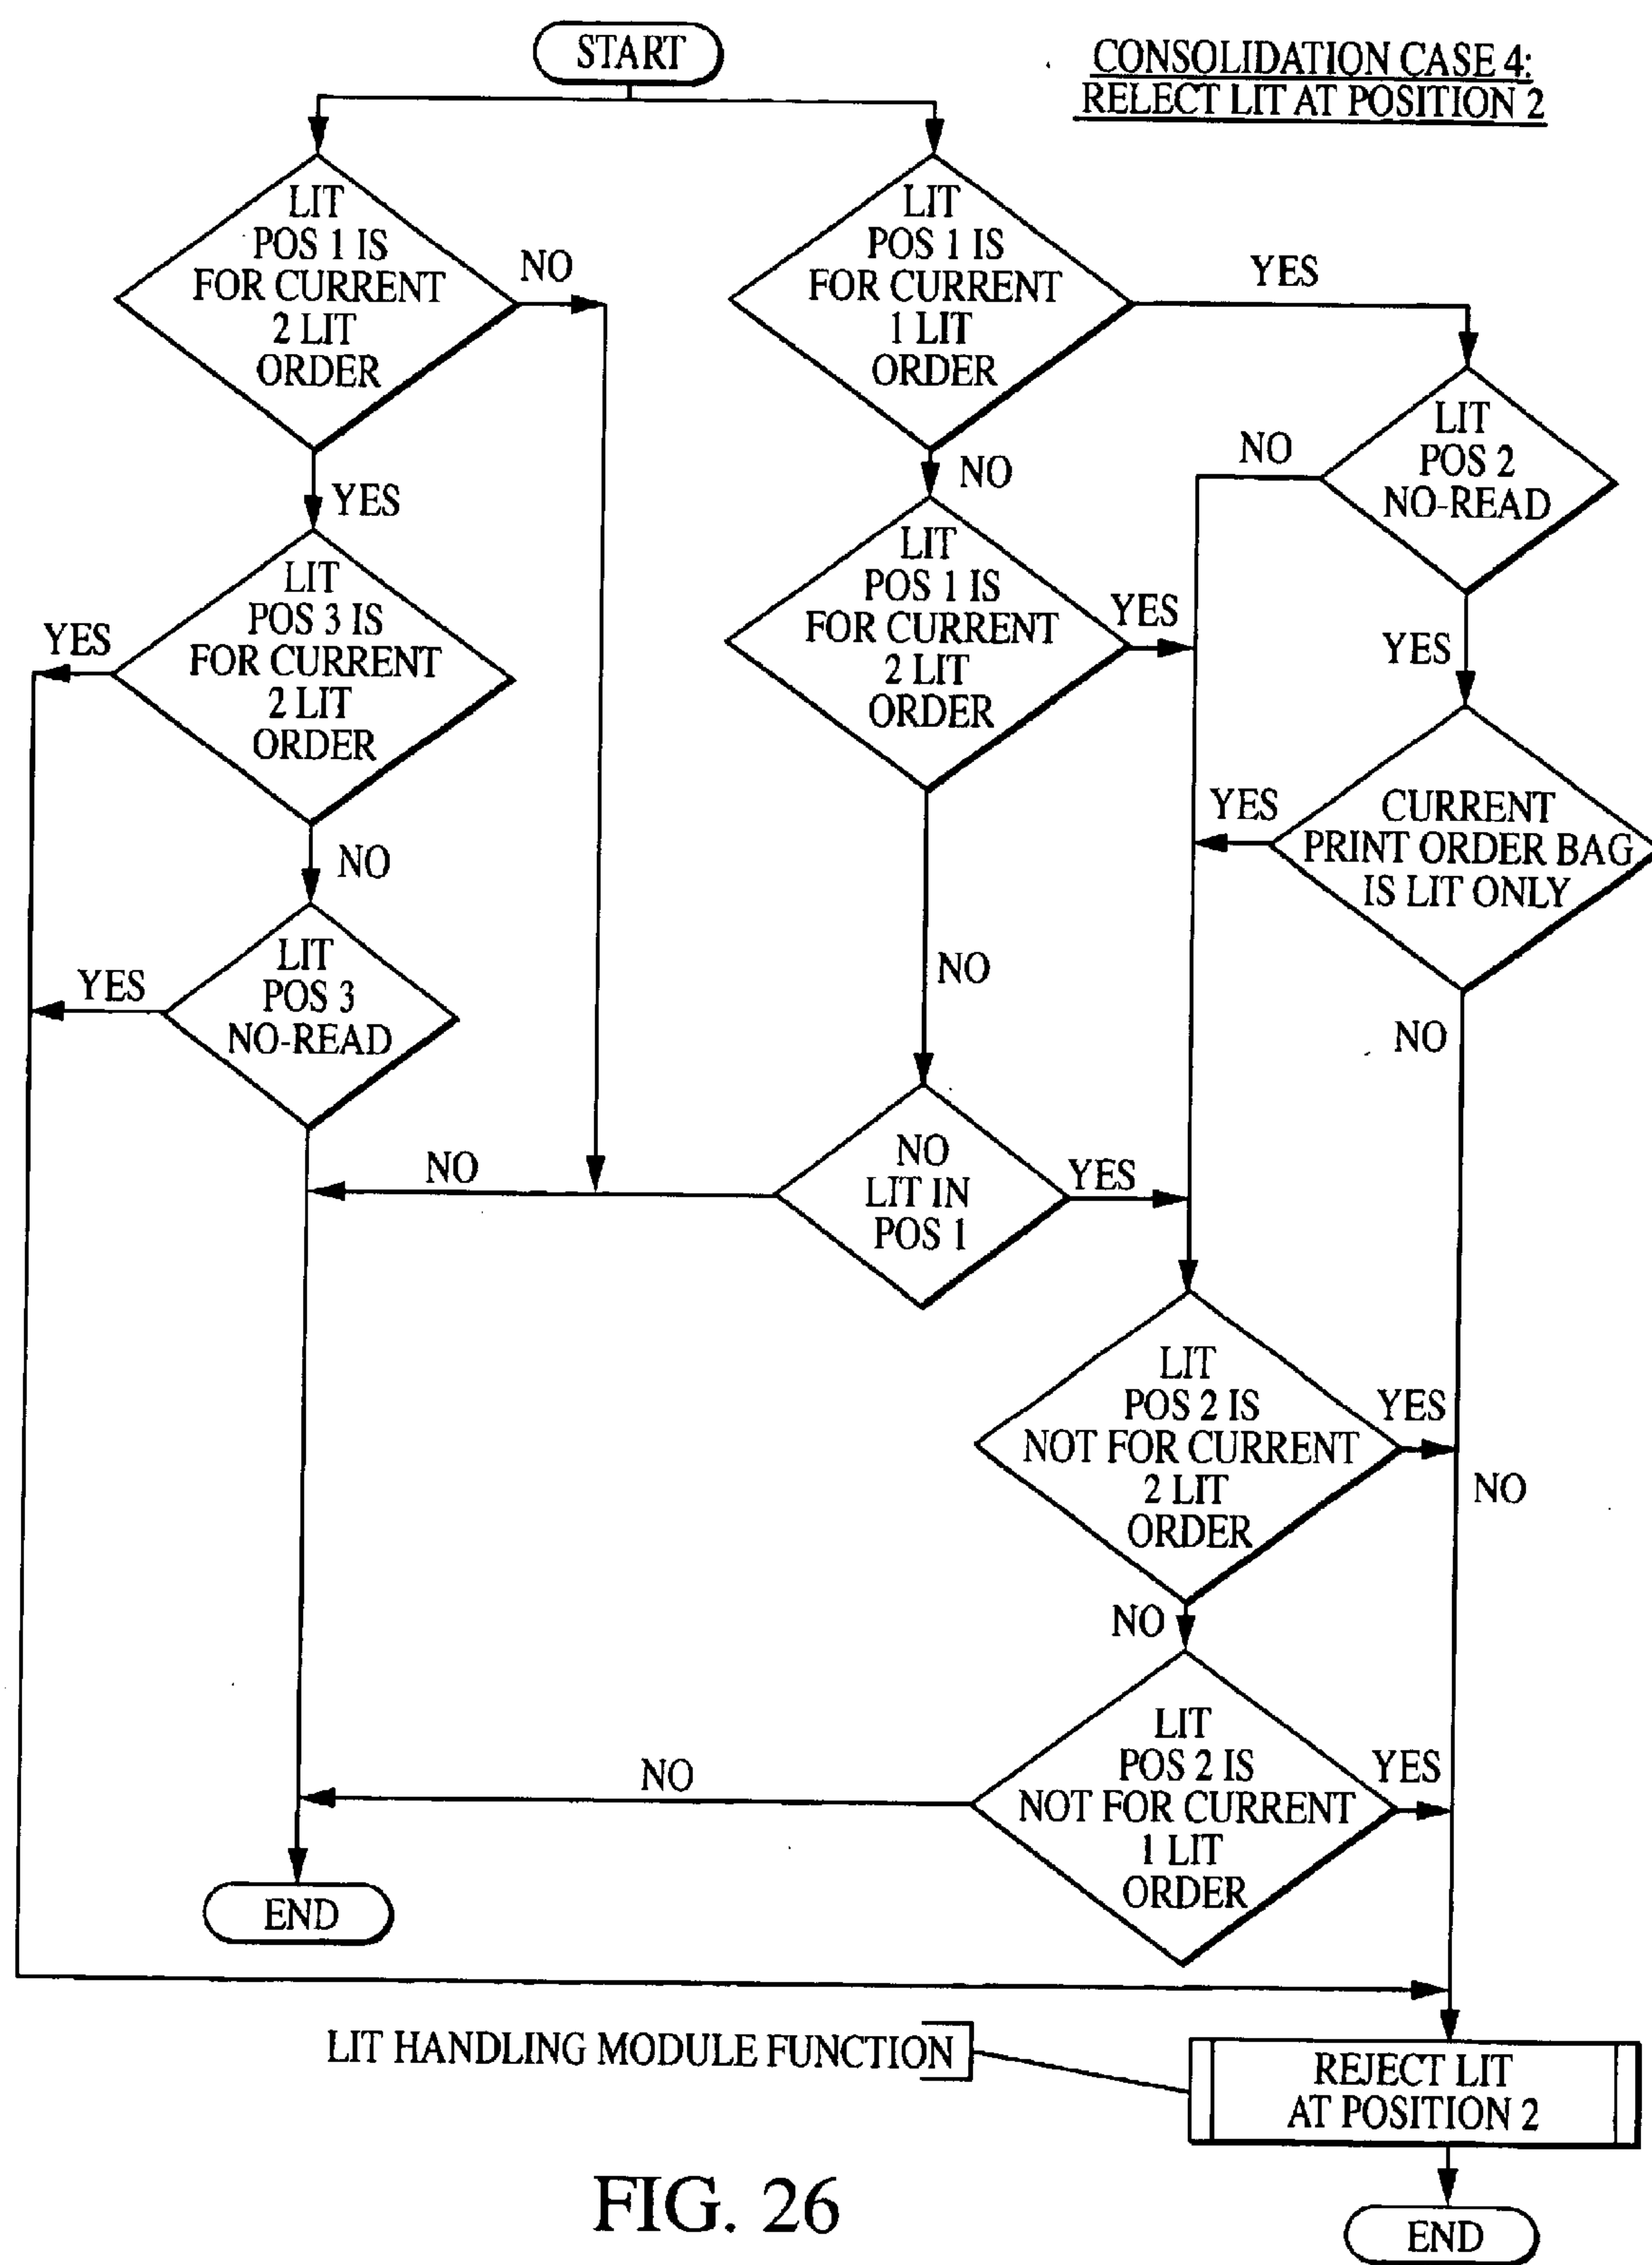 START
CONSOLIDATION CASE 4:
RELECT LIT AT POSITION 2
LIT
POS 1 IS
FOR CURRENT
2 LIT
ORDER
NO
LIT
POS 1 IS
FOR CURRENT
1 LIT
ORDER
YES
LIT
POS 2
NO-READ
NO
YES
NO
YES
LIT
POS 3 IS
FOR CURRENT
2 LIT
ORDER
YES
LIT
POS 1 IS
FOR CURRENT
2 LIT
ORDER
YES
CURRENT
PRINT ORDER BAG
IS LIT ONLY
YES
NO
NO
LIT
POS 3
NO-READ
YES
NO
NO
NO
LIT IN
POS 1
YES
NO
LIT
POS 2 IS
NOT FOR CURRENT
2 LIT
ORDER
YES
NO
NO
LIT
POS 2 IS
NOT FOR CURRENT
1 LIT
ORDER
YES
NO
END
LIT HANDLING MODULE FUNCTION
REJECT LIT
AT POSITION 2
END
FIG. 26